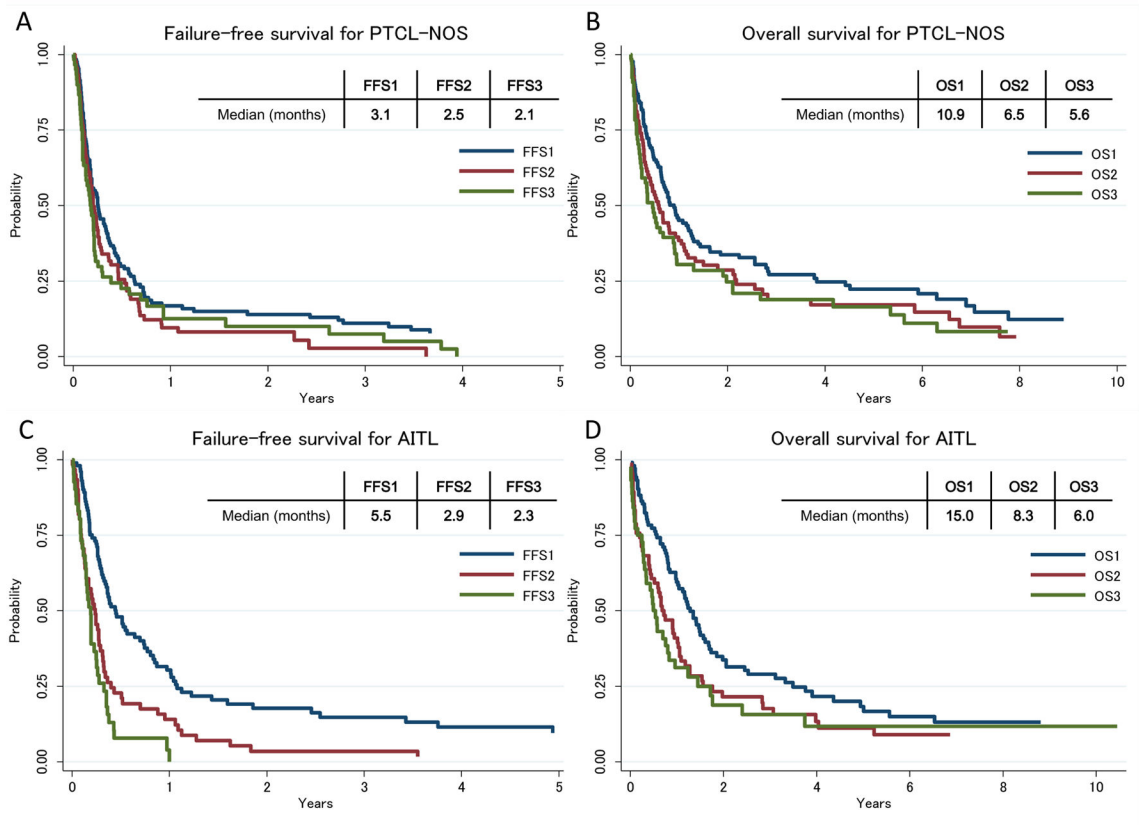 A
Failure-free survival for PTCL-NOS
FFS1 FFS2 FFS3
Median (months) 3.1 2.5 2.1
FFS1
FFS2
FFS3
Probability
1.00
0.75
0.50
0.25
0.00
0 1 2 3 4 5
Years
B
Overall survival for PTCL-NOS
OS1 OS2 OS3
Median (months) 10.9 6.5 5.6
OS1
OS2
OS3
Probability
1.00
0.75
0.50
0.25
0.00
0 2 4 6 8 10
Years
C
Failure-free survival for AITL
FFS1 FFS2 FFS3
Median (months) 5.5 2.9 2.3
FFS1
FFS2
FFS3
Probability
1.00
0.75
0.50
0.25
0.00
0 1 2 3 4 5
Years
D
Overall survival for AITL
OS1 OS2 OS3
Median (months) 15.0 8.3 6.0
OS1
OS2
OS3
Probability
1.00
0.75
0.50
0.25
0.00
0 2 4 6 8 10
Years